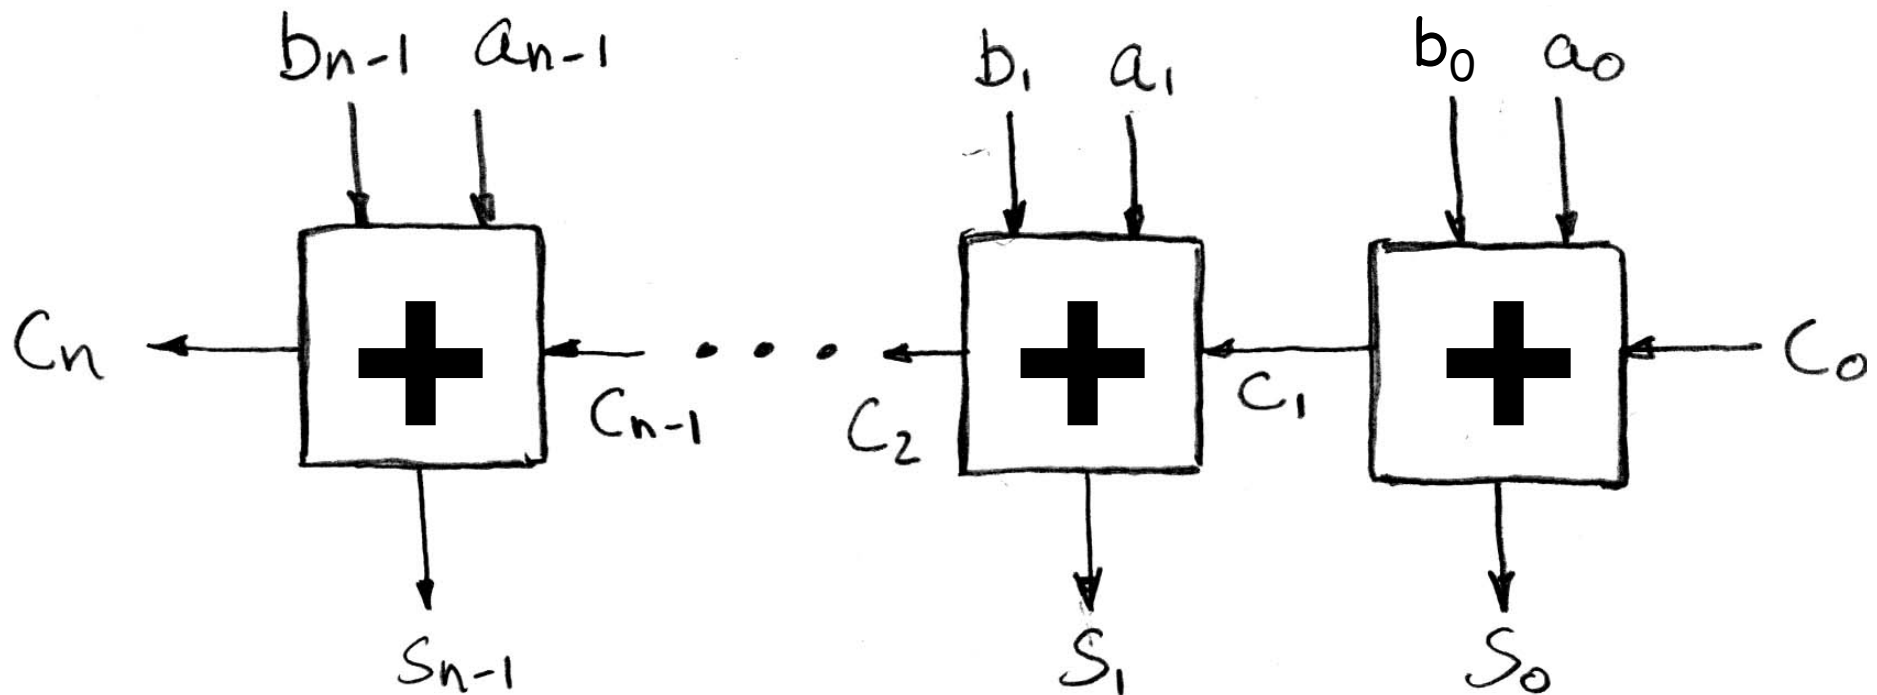 bn-1 an-1 b1 a1 b0 a0
+ + +
Cn Cn-1 C2 C1 C0
Sn-1 S1 S0